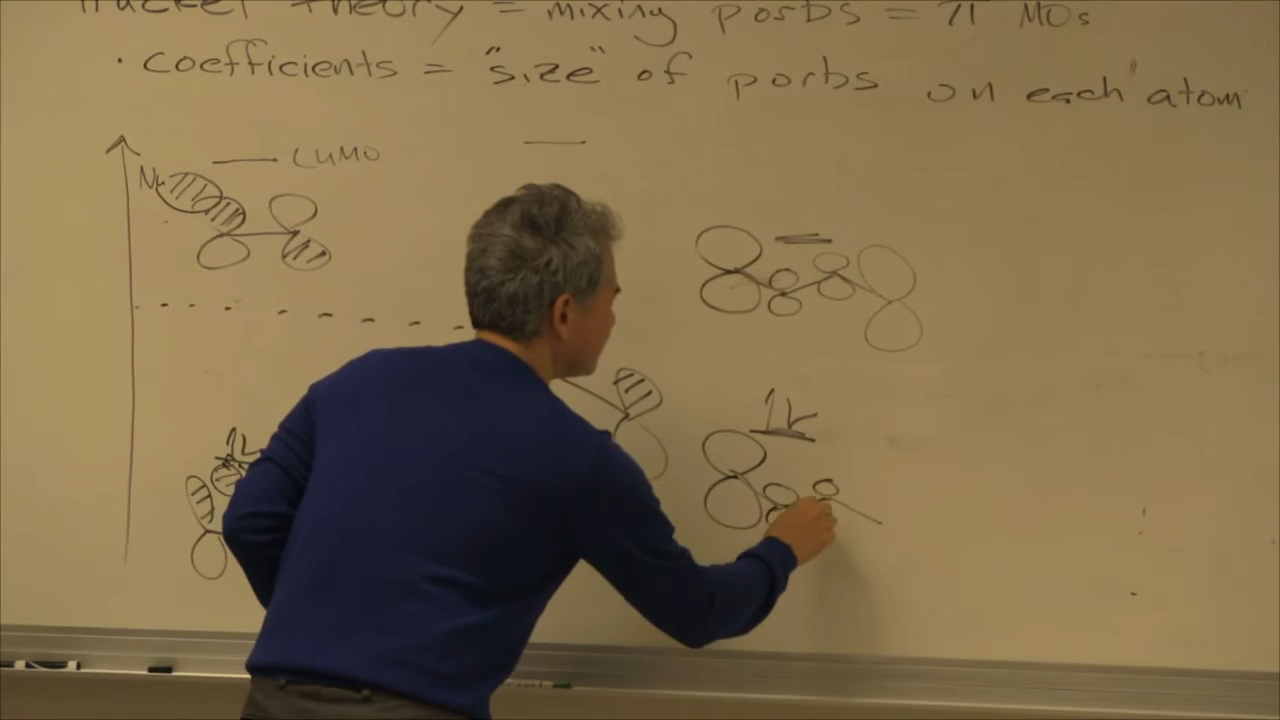 Huckel Theory = mixing porbs = π MOs
· coefficients = "size" of porbs on each atom
LUMO
Nu